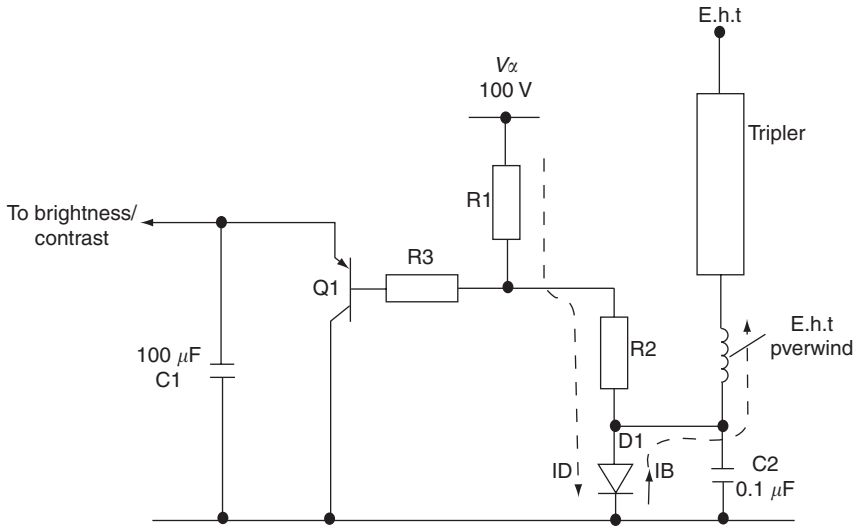 E.h.t
Vα
100 V
Tripler
R1
To brightness/
contrast
R3
Q1
E.h.t
pverwind
R2
100 μF
C1
D1
ID
IB
C2
0.1 μF